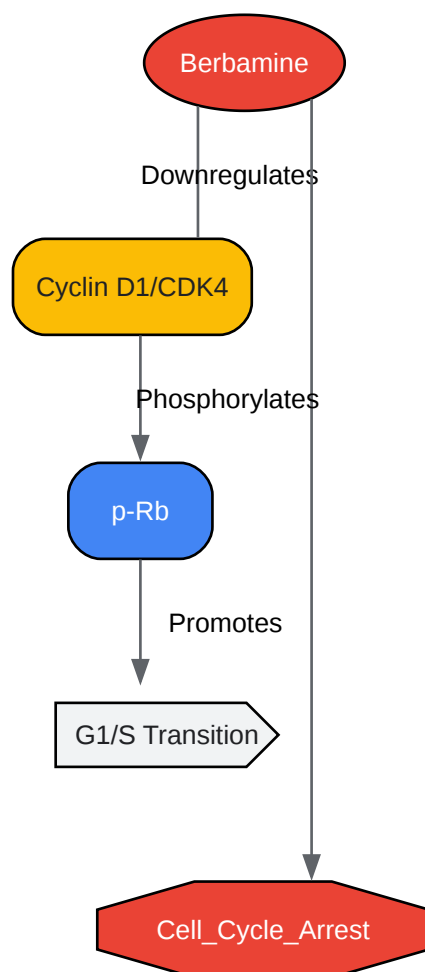 Berbamine
Downregulates
Cyclin D1/CDK4
Phosphorylates
p-Rb
Promotes
G1/S Transition
Cell_Cycle_Arrest